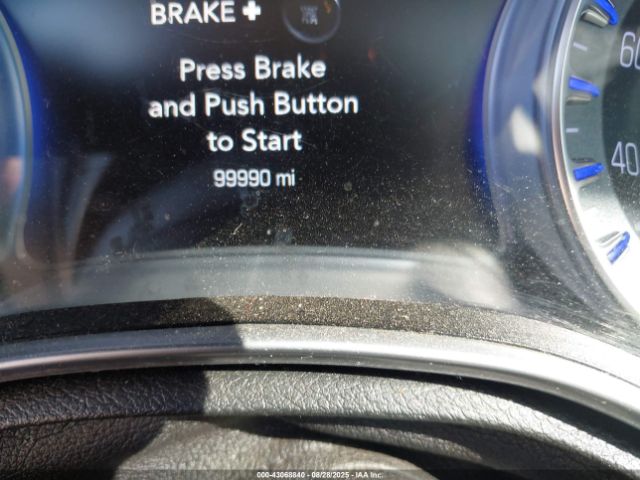 BRAKE +
Press Brake
and Push Button
to Start
99990 mi
60
40
000-43068840 - 08/28/2025 - IAA Inc.